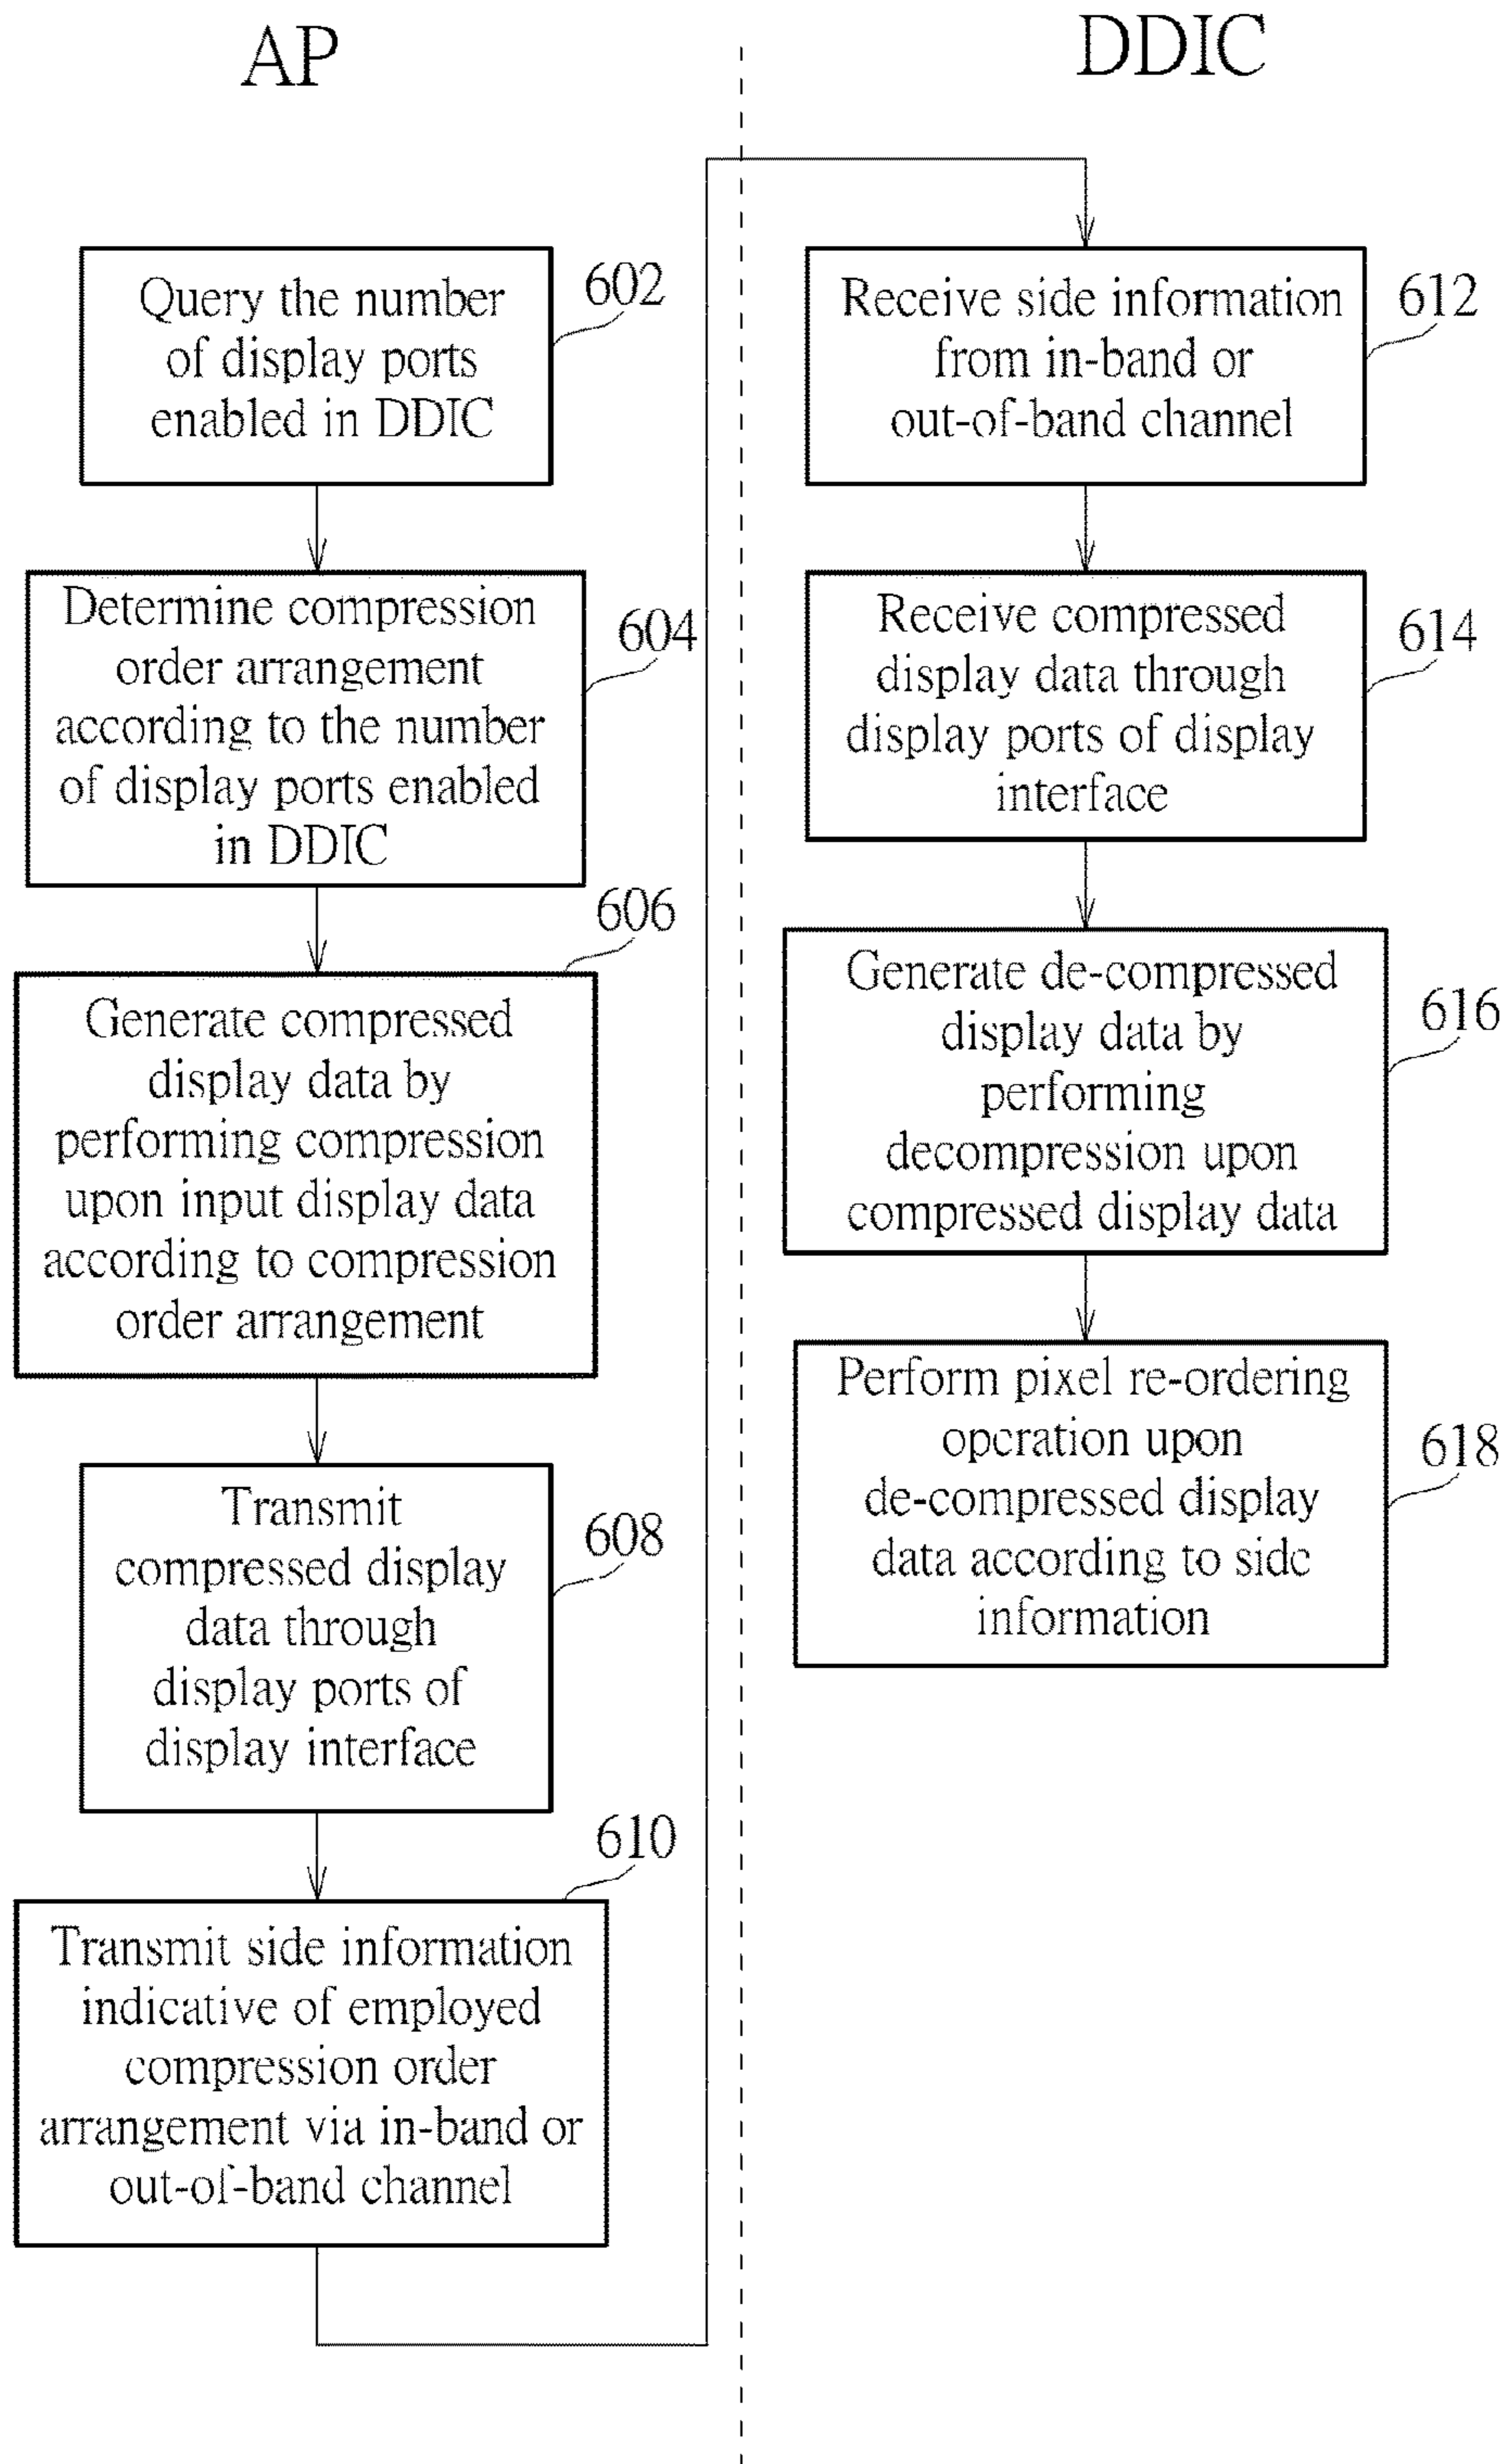 AP
Query the number
of display ports
enabled in DDIC
602
Determine compression
order arrangement
according to the number
of display ports enabled
in DDIC
604
606
Generate compressed
display data by
performing compression
upon input display data
according to compression
order arrangement
Transmit
compressed display
data through
display ports of
display interface
608
610
Transmit side information
indicative of employed
compression order
arrangement via in-band or
out-of-band channel
DDIC
Receive side information
from in-band or
out-of-band channel
612
Receive compressed
display data through
display ports of display
interface
614
Generate de-compressed
display data by
performing
decompression upon
compressed display data
616
Perform pixel re-ordering
operation upon
de-compressed display
data according to side
information
618